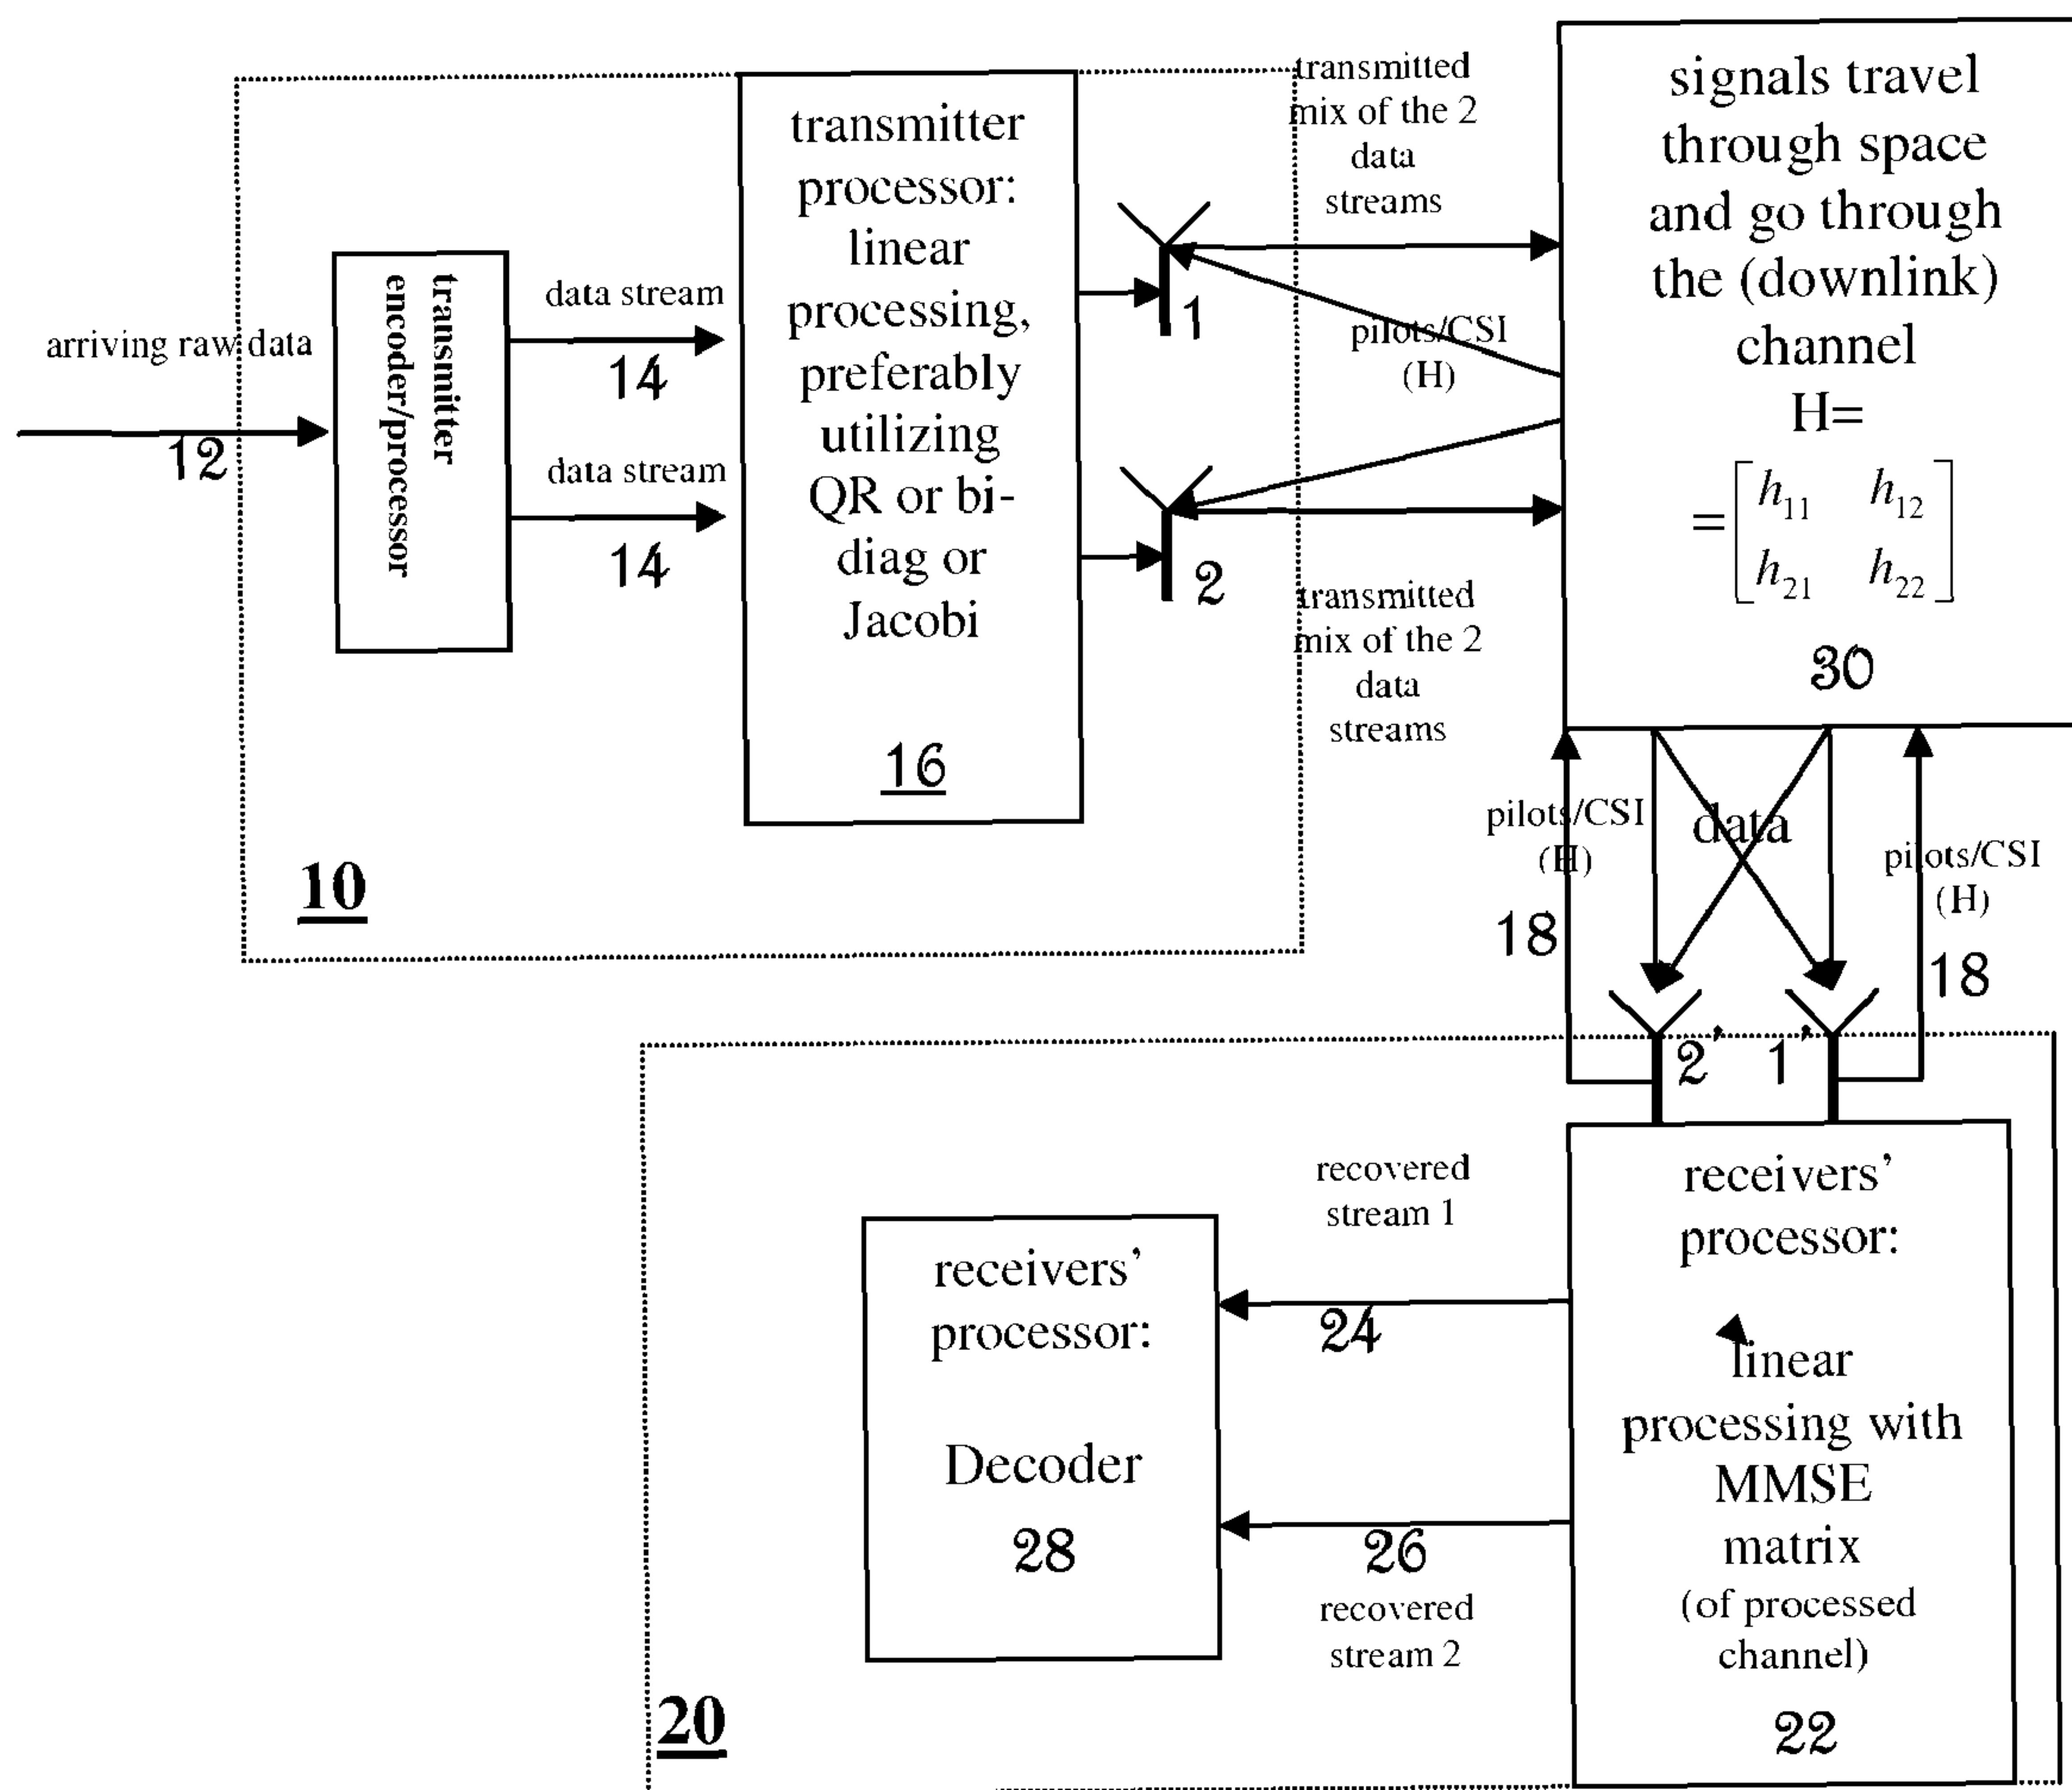 arriving raw data
12
transmitter
encoder/processor
data stream
14
data stream
14
transmitter
processor:
linear
processing,
preferably
utilizing
QR or bi-
diag or
Jacobi
16
10
1
2
transmitted
mix of the 2
data
streams
pilots/CSI
(H)
transmitted
mix of the 2
data
streams
signals travel
through space
and go through
the (downlink)
channel
H=
= [ h11 h12
h21 h22 ]
30
pilots/CSI
(H)
18
data
pilots/CSI
(H)
18
2'
1'
receivers'
processor:
linear
processing with
MMSE
matrix
(of processed
channel)
22
recovered
stream 1
24
26
recovered
stream 2
receivers'
processor:
Decoder
28
20